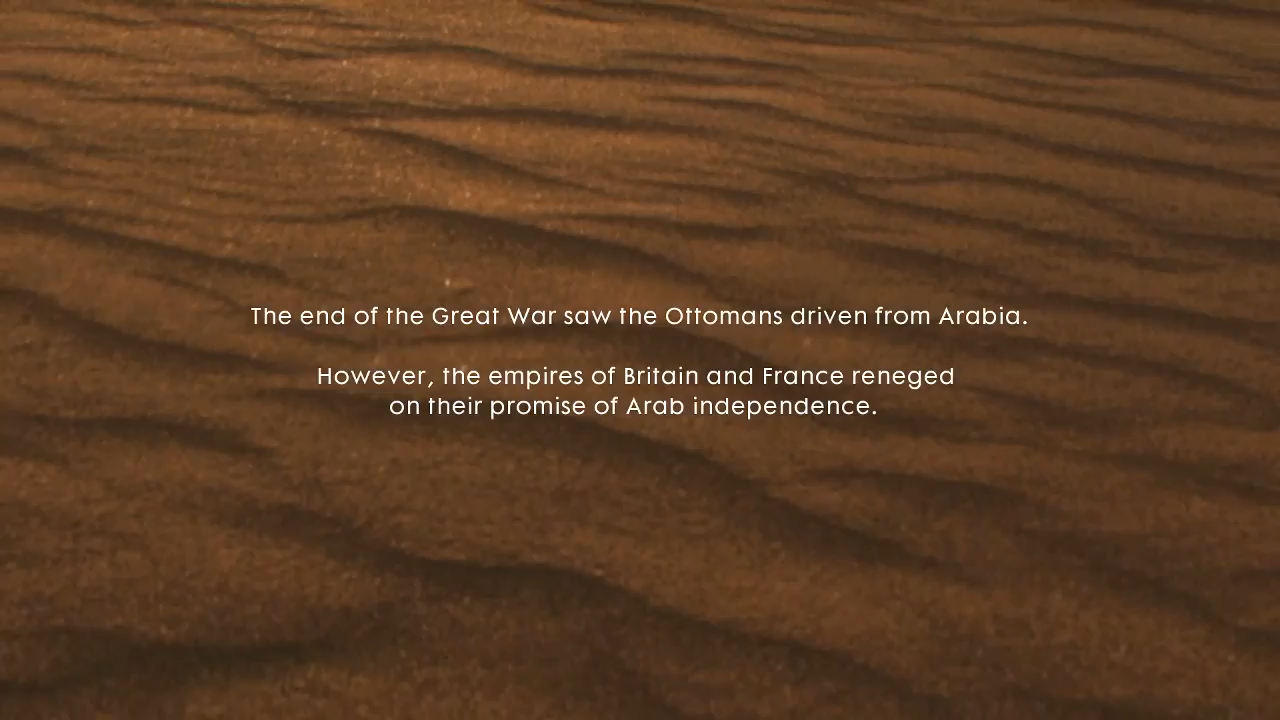 The end of the Great War saw the Ottomans driven from Arabia.
However, the empires of Britain and France reneged
on their promise of Arab independence.